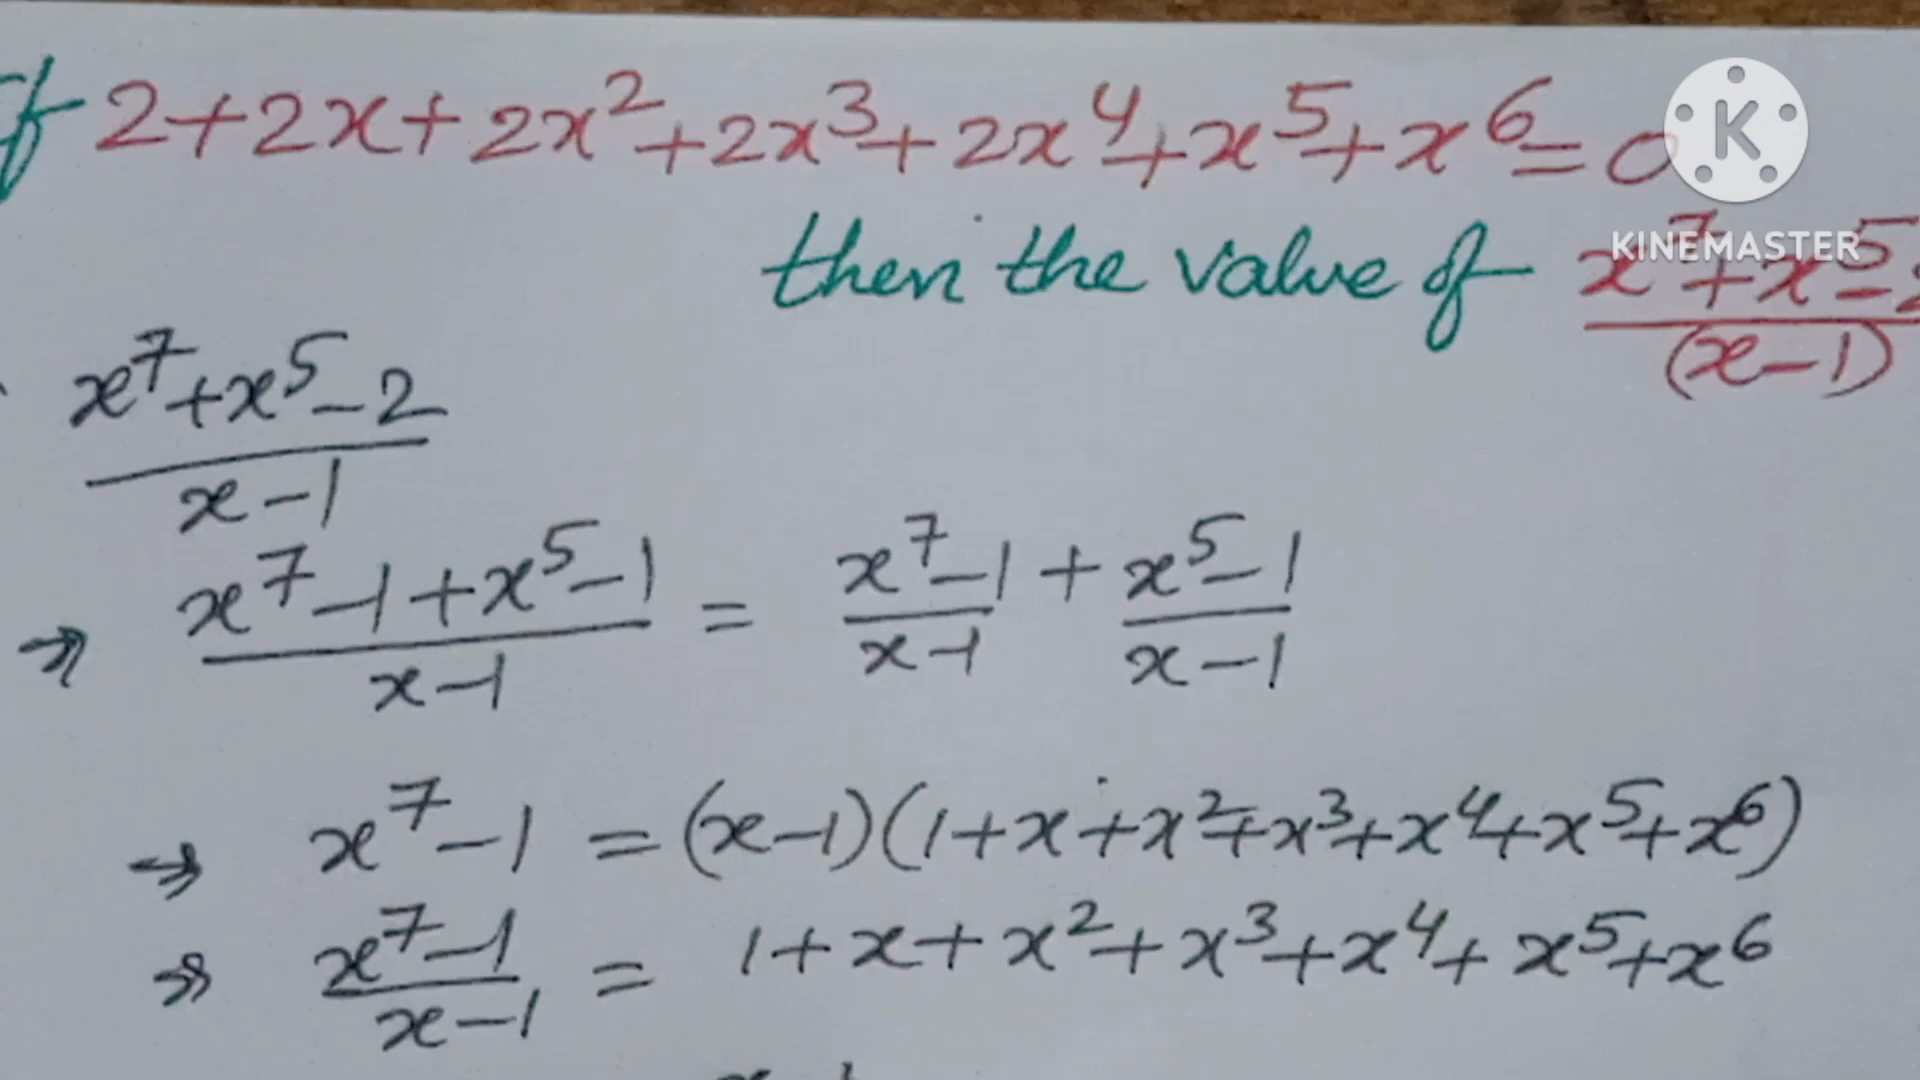 If 2+2x+2x²+2x³+2x⁴+x⁵+x⁶=0
K
KINEMASTER
then the value of (x⁷+x⁵-2)/(x-1)
(x⁷+x⁵-2)/(x-1)
⇒ (x⁷-1+x⁵-1)/(x-1) = (x⁷-1)/(x-1) + (x⁵-1)/(x-1)
⇒ x⁷-1 = (x-1)(1+x+x²+x³+x⁴+x⁵+x⁶)
⇒ (x⁷-1)/(x-1) = 1+x+x²+x³+x⁴+x⁵+x⁶